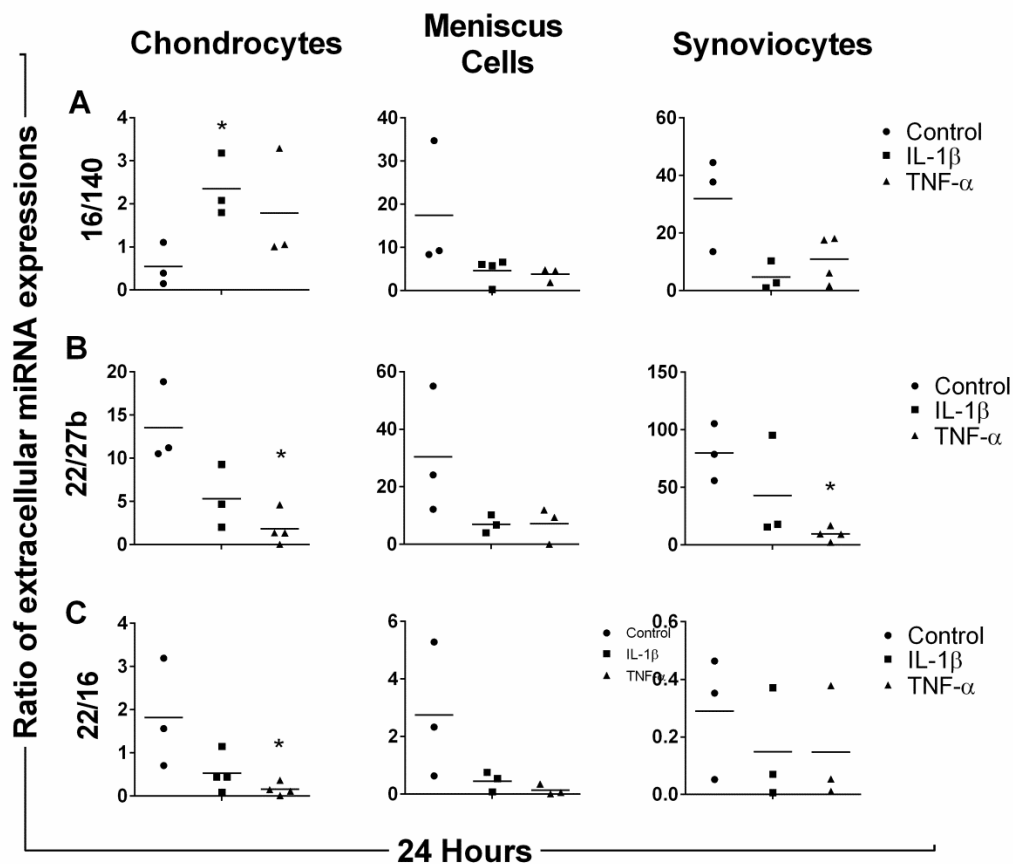 Chondrocytes
Meniscus
Cells
Synoviocytes
Ratio of extracellular miRNA expressions
A
16/140
4
3
2
1
0
*
40
30
20
10
0
60
40
20
0
Control
IL-1β
TNF-α
B
22/27b
20
15
10
5
0
*
60
40
20
0
150
100
50
0
*
Control
IL-1β
TNF-α
C
22/16
4
3
2
1
0
*
6
4
2
0
Control
IL-1β
TNF-α
0.6
0.4
0.2
0.0
Control
IL-1β
TNF-α
24 Hours